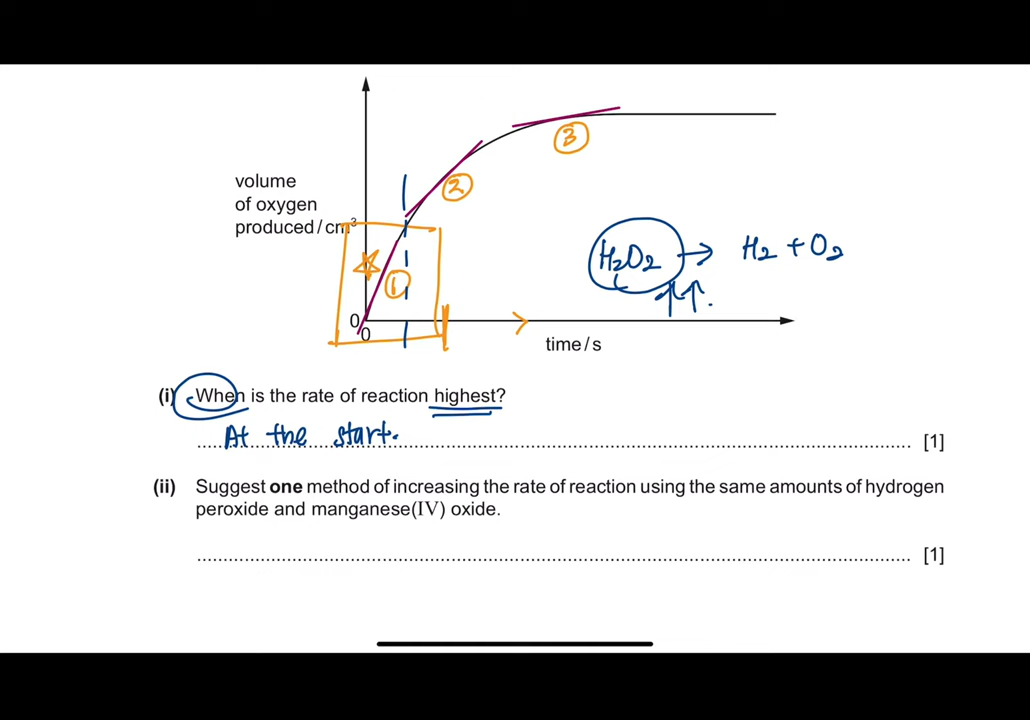 volume
of oxygen
produced / cm³
0
0
time / s
①
②
③
H₂O₂ → H₂ + O₂
↑↑.
(i) When is the rate of reaction highest?
At the start. [1]
(ii) Suggest one method of increasing the rate of reaction using the same amounts of hydrogen
peroxide and manganese(IV) oxide.
[1]